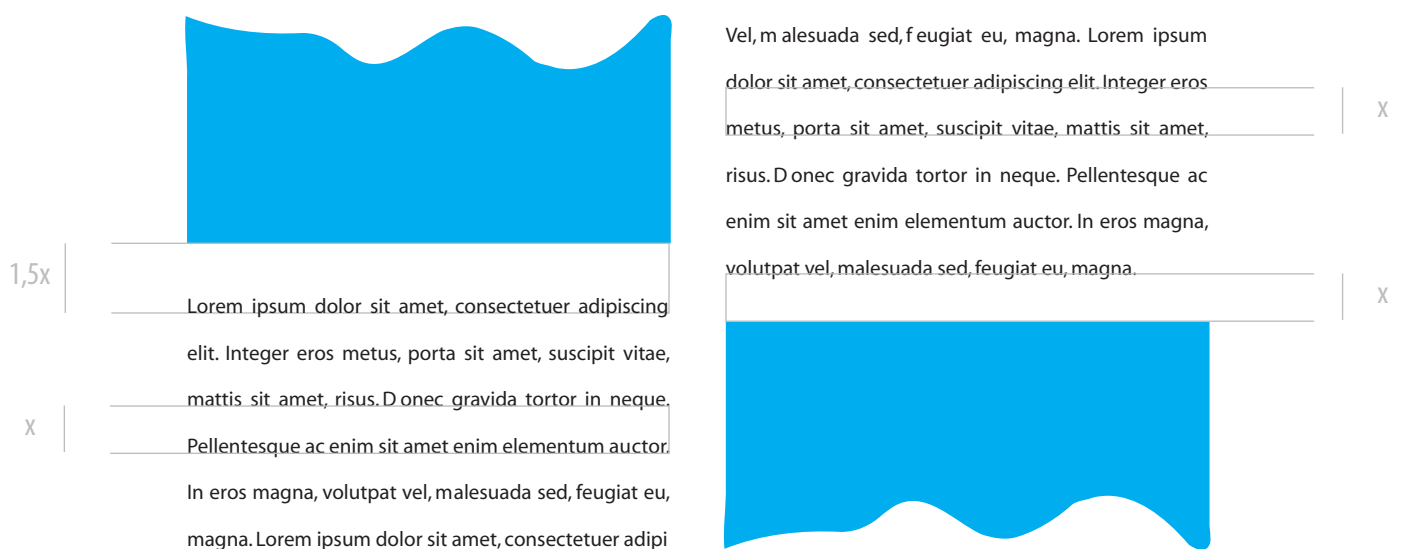 1,5x
Lorem ipsum dolor sit amet, consectetuer adipiscing
elit. Integer eros metus, porta sit amet, suscipit vitae,
mattis sit amet, risus. D onec gravida tortor in neque.
x
Pellentesque ac enim sit amet enim elementum auctor.
In eros magna, volutpat vel, malesuada sed, feugiat eu,
magna. Lorem ipsum dolor sit amet, consectetuer adipi
Vel, m alesuada sed, f eugiat eu, magna. Lorem ipsum
dolor sit amet, consectetuer adipiscing elit. Integer eros
x
metus, porta sit amet, suscipit vitae, mattis sit amet,
risus. D onec gravida tortor in neque. Pellentesque ac
enim sit amet enim elementum auctor. In eros magna,
volutpat vel, malesuada sed, feugiat eu, magna.
x